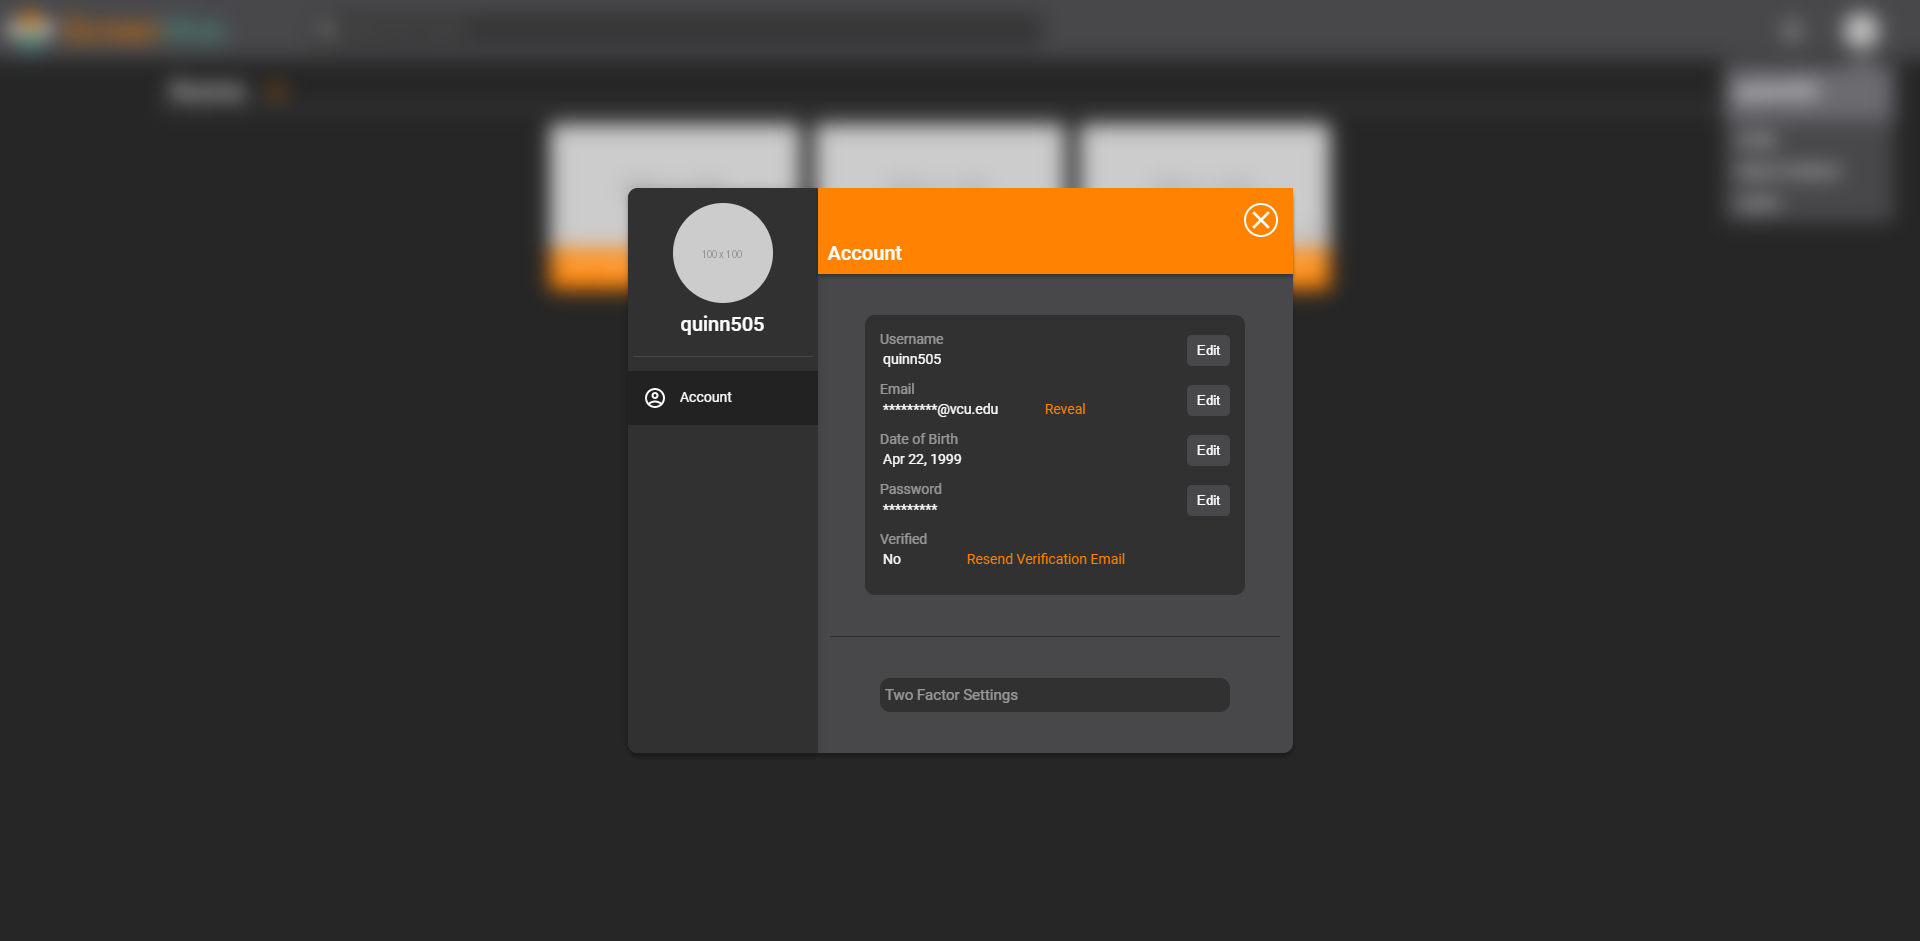 100 x 100
quinn505
Account
Account
Username
quinn505
Edit
Email
*********@vcu.edu Reveal
Edit
Date of Birth
Apr 22, 1999
Edit
Password
*********
Edit
Verified
No Resend Verification Email
Two Factor Settings